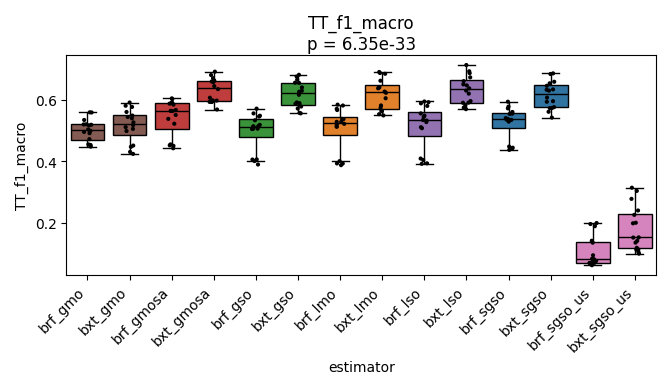 TT_f1_macro
p = 6.35e-33
TT_f1_macro
0.6
0.4
0.2
brf_gmo
bxt_gmo
brf_gmosa
bxt_gmosa
brf_gso
bxt_gso
brf_lmo
bxt_lmo
brf_lso
bxt_lso
brf_sgso
bxt_sgso
brf_sgso_us
bxt_sgso_us
estimator